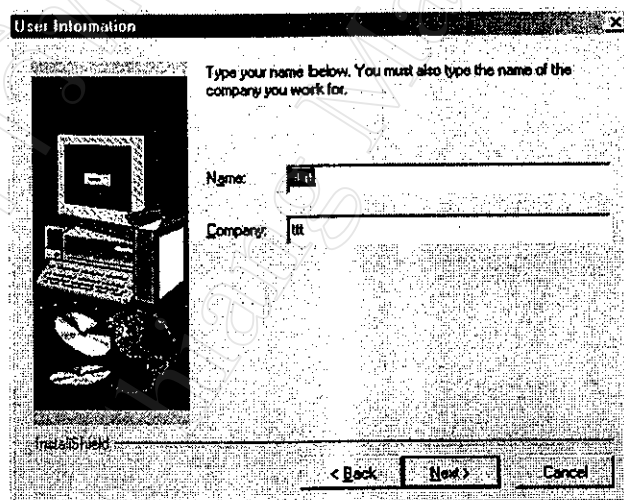 User Information
Type your name below. You must also type the name of the
company you work for.
Name:
Company: ttt
InstallShield
< Back Next > Cancel